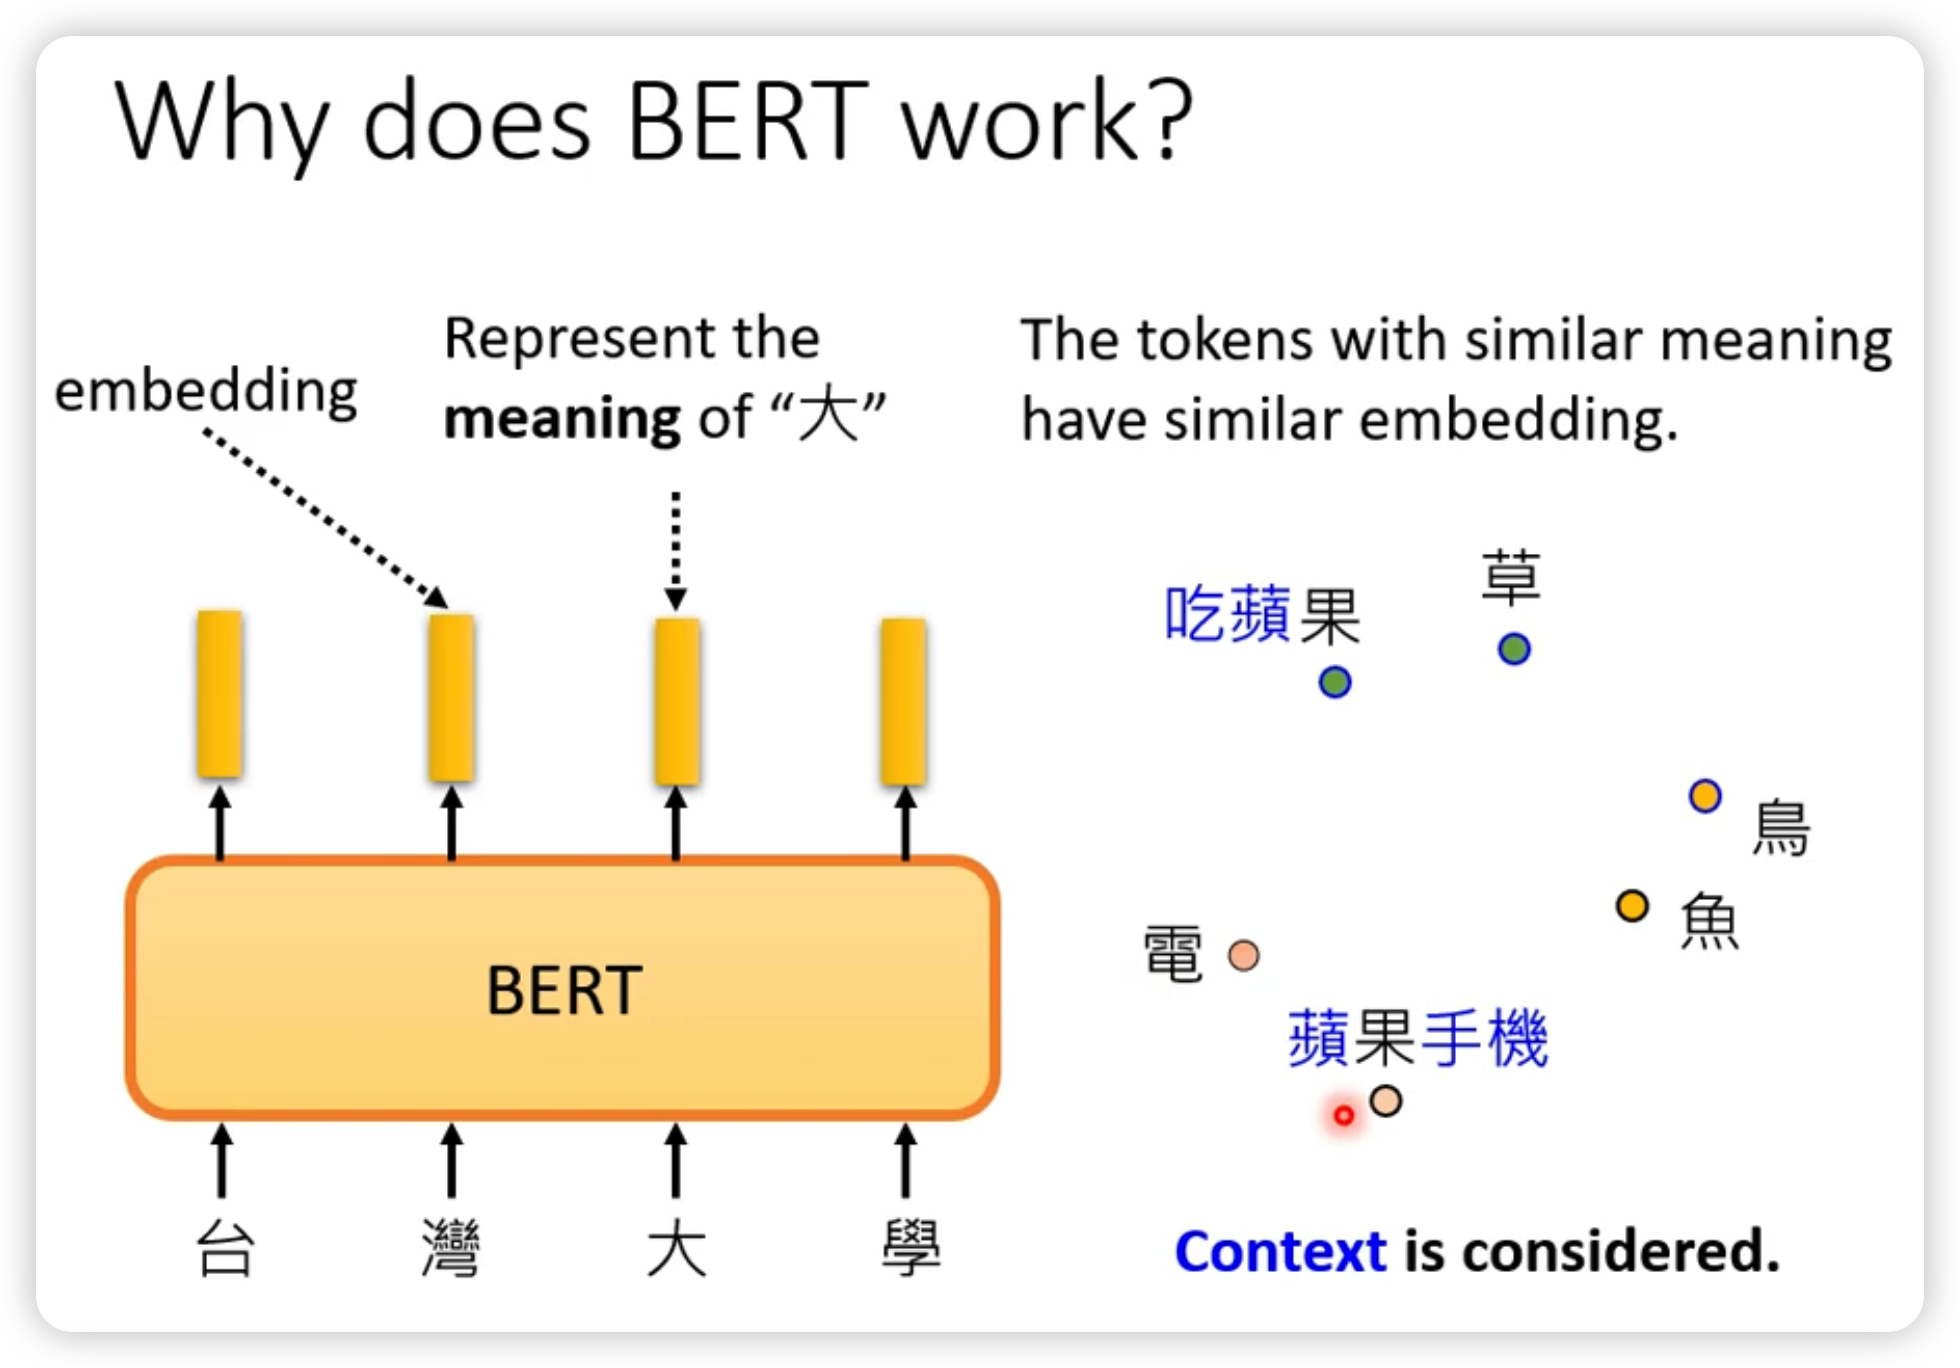 Why does BERT work?
embedding
Represent the
meaning of “大”
The tokens with similar meaning
have similar embedding.
吃蘋果
草
鳥
魚
電
蘋果手機
BERT
台 灣 大 學
Context is considered.